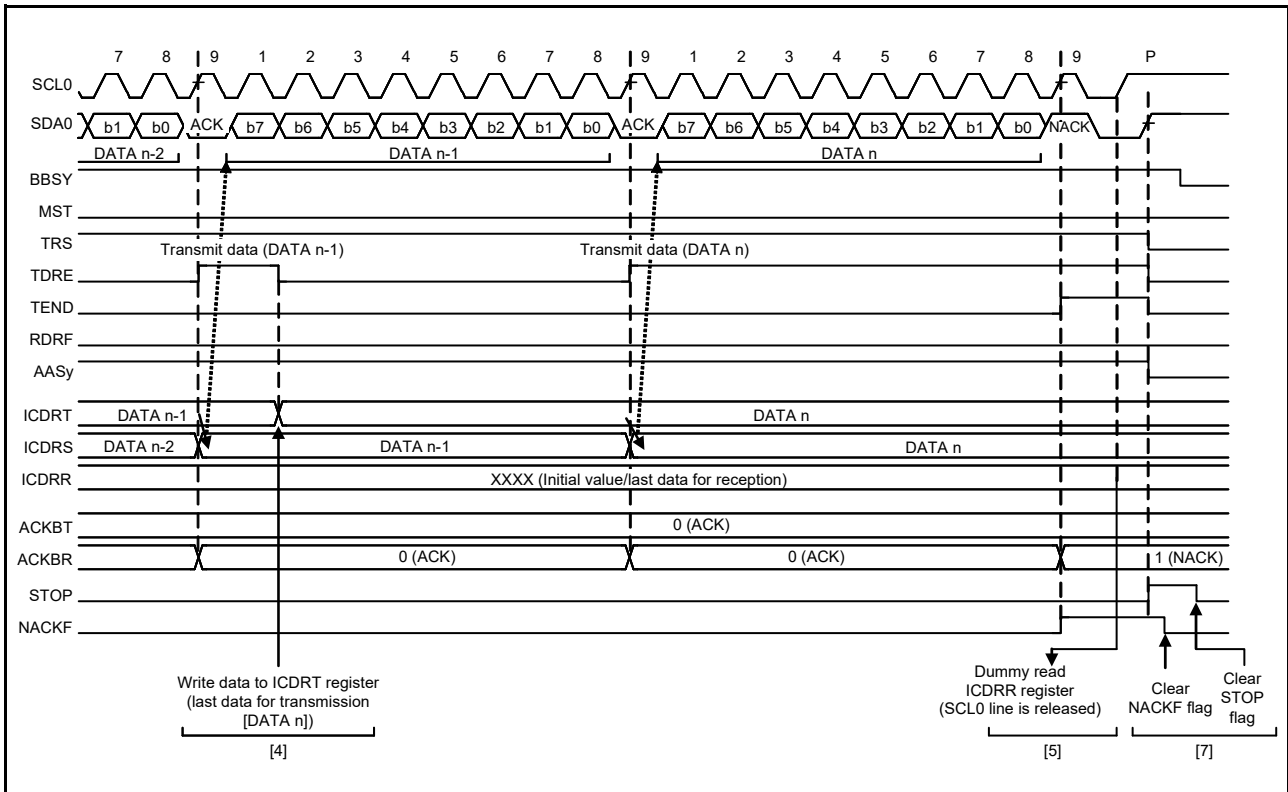 7 8 9 1 2 3 4 5 6 7 8 9 1 2 3 4 5 6 7 8 9 P
SCL0
SDA0 b1 b0 ACK b7 b6 b5 b4 b3 b2 b1 b0 ACK b7 b6 b5 b4 b3 b2 b1 b0 NACK
DATA n-2 DATA n-1 DATA n
BBSY
MST
TRS
Transmit data (DATA n-1) Transmit data (DATA n)
TDRE
TEND
RDRF
AASy
ICDRT DATA n-1 DATA n
ICDRS DATA n-2 DATA n-1 DATA n
ICDRR XXXX (Initial value/last data for reception)
ACKBT 0 (ACK)
ACKBR 0 (ACK) 0 (ACK) 1 (NACK)
STOP
NACKF
Write data to ICDRT register
(last data for transmission
[DATA n])
[4]
Dummy read
ICDRR register
(SCL0 line is released)
[5]
Clear
NACKF flag
Clear
STOP
flag
[7]